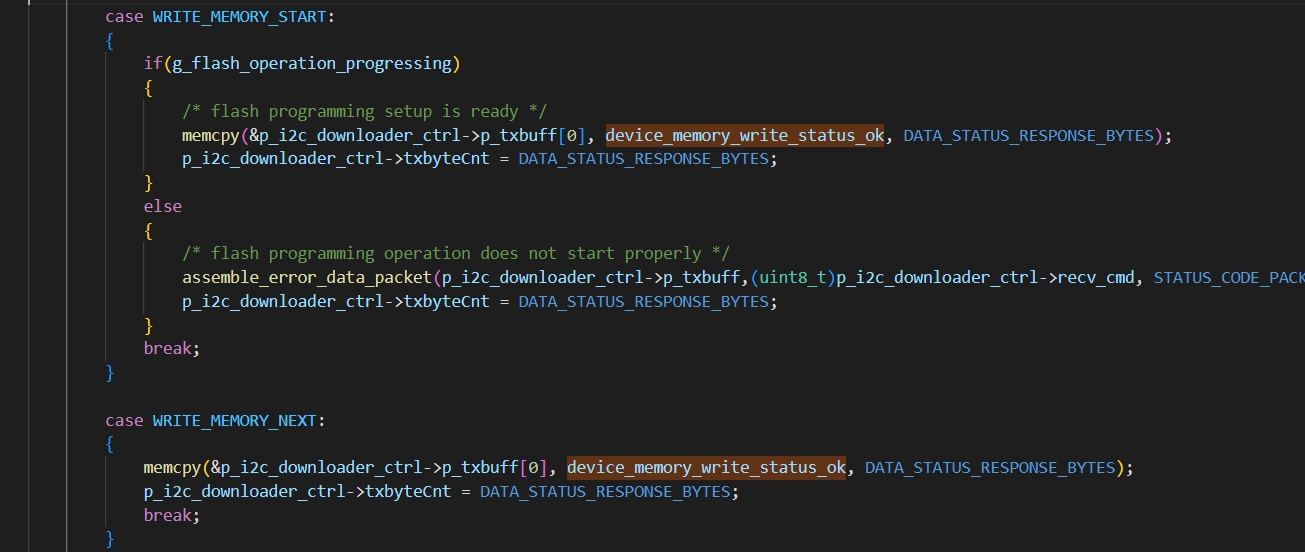 case WRITE_MEMORY_START:
{
if(g_flash_operation_progressing)
{
/* flash programming setup is ready */
memcpy(&p_i2c_downloader_ctrl->p_txbuff[0], device_memory_write_status_ok, DATA_STATUS_RESPONSE_BYTES);
p_i2c_downloader_ctrl->txbyteCnt = DATA_STATUS_RESPONSE_BYTES;
}
else
{
/* flash programming operation does not start properly */
assemble_error_data_packet(p_i2c_downloader_ctrl->p_txbuff,(uint8_t)p_i2c_downloader_ctrl->recv_cmd, STATUS_CODE_PACK
p_i2c_downloader_ctrl->txbyteCnt = DATA_STATUS_RESPONSE_BYTES;
}
break;
}
case WRITE_MEMORY_NEXT:
{
memcpy(&p_i2c_downloader_ctrl->p_txbuff[0], device_memory_write_status_ok, DATA_STATUS_RESPONSE_BYTES);
p_i2c_downloader_ctrl->txbyteCnt = DATA_STATUS_RESPONSE_BYTES;
break;
}